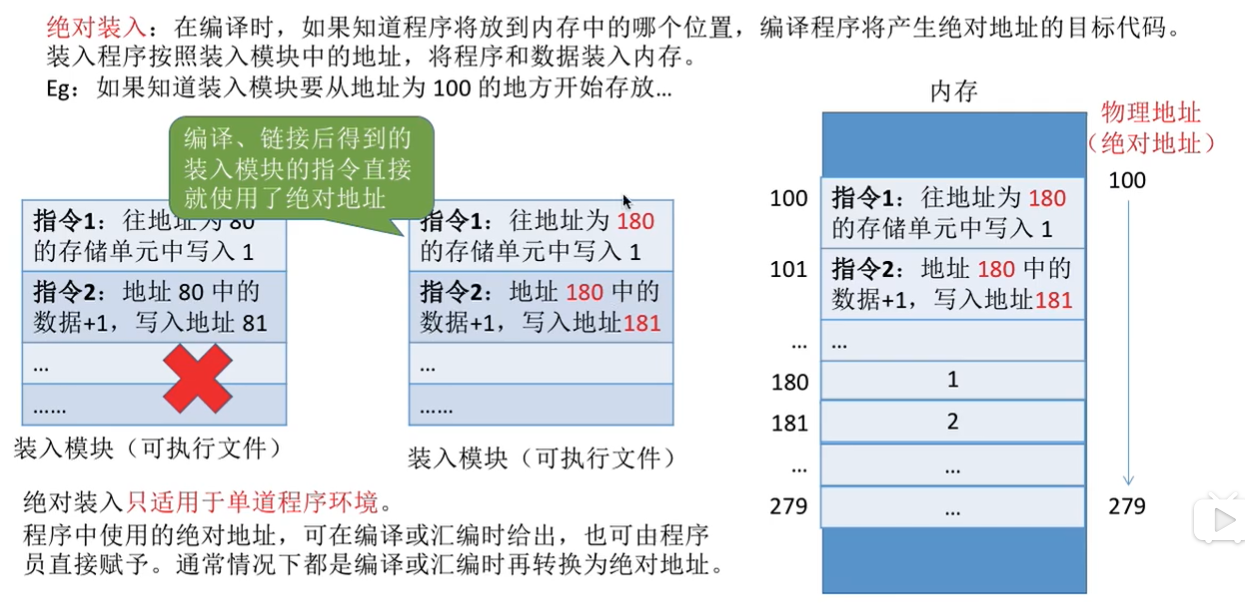 绝对装入：在编译时，如果知道程序将放到内存中的哪个位置，编译程序将产生绝对地址的目标代码。
装入程序按照装入模块中的地址，将程序和数据装入内存。
Eg：如果知道装入模块要从地址为 100 的地方开始存放...
编译、链接后得到的
装入模块的指令直接
就使用了绝对地址
指令1：往地址为 80
的存储单元中写入 1
指令2：地址 80 中的
数据+1，写入地址 81
...
......
装入模块（可执行文件）
指令1：往地址为 180
的存储单元中写入 1
指令2：地址 180 中的
数据+1，写入地址181
...
......
装入模块（可执行文件）
内存
物理地址
（绝对地址）
100
指令1：往地址为 180
的存储单元中写入 1
100
101
指令2：地址 180 中的
数据+1，写入地址181
...
...
180
1
181
2
...
...
279
...
279
绝对装入只适用于单道程序环境。
程序中使用的绝对地址，可在编译或汇编时给出，也可由程序
员直接赋予。通常情况下都是编译或汇编时再转换为绝对地址。